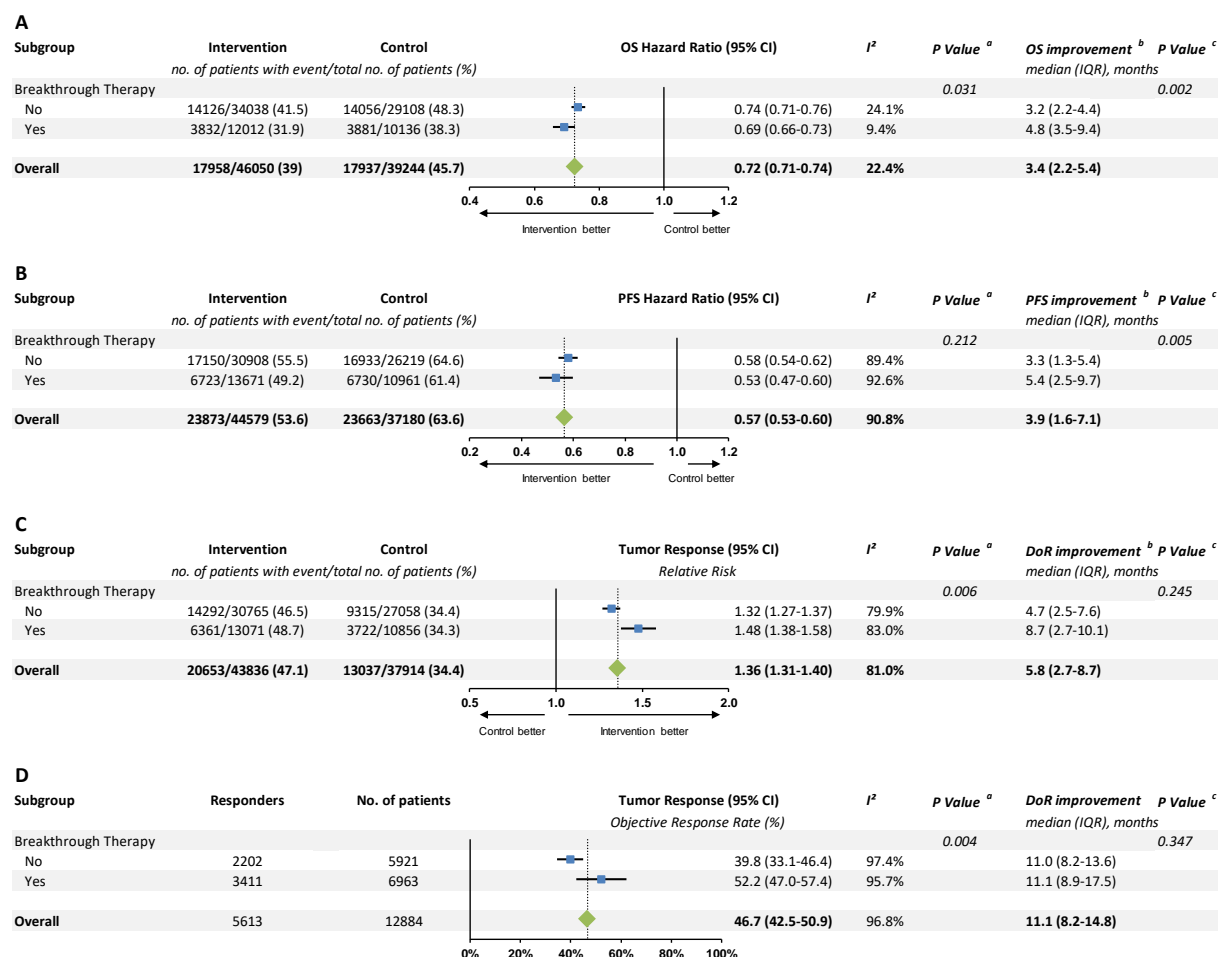 A
Subgroup Intervention Control OS Hazard Ratio (95% CI) I² P Value a OS improvement b P Value c
no. of patients with event/total no. of patients (%) median (IQR), months
Breakthrough Therapy 0.031 0.002
No 14126/34038 (41.5) 14056/29108 (48.3) 0.74 (0.71-0.76) 24.1% 3.2 (2.2-4.4)
Yes 3832/12012 (31.9) 3881/10136 (38.3) 0.69 (0.66-0.73) 9.4% 4.8 (3.5-9.4)
Overall 17958/46050 (39) 17937/39244 (45.7) 0.72 (0.71-0.74) 22.4% 3.4 (2.2-5.4)
0.4 0.6 0.8 1.0 1.2
Intervention better Control better
B
Subgroup Intervention Control PFS Hazard Ratio (95% CI) I² P Value a PFS improvement b P Value c
no. of patients with event/total no. of patients (%) median (IQR), months
Breakthrough Therapy 0.212 0.005
No 17150/30908 (55.5) 16933/26219 (64.6) 0.58 (0.54-0.62) 89.4% 3.3 (1.3-5.4)
Yes 6723/13671 (49.2) 6730/10961 (61.4) 0.53 (0.47-0.60) 92.6% 5.4 (2.5-9.7)
Overall 23873/44579 (53.6) 23663/37180 (63.6) 0.57 (0.53-0.60) 90.8% 3.9 (1.6-7.1)
0.2 0.4 0.6 0.8 1.0 1.2
Intervention better Control better
C
Subgroup Intervention Control Tumor Response (95% CI) I² P Value a DoR improvement b P Value c
no. of patients with event/total no. of patients (%) Relative Risk median (IQR), months
Breakthrough Therapy 0.006 0.245
No 14292/30765 (46.5) 9315/27058 (34.4) 1.32 (1.27-1.37) 79.9% 4.7 (2.5-7.6)
Yes 6361/13071 (48.7) 3722/10856 (34.3) 1.48 (1.38-1.58) 83.0% 8.7 (2.7-10.1)
Overall 20653/43836 (47.1) 13037/37914 (34.4) 1.36 (1.31-1.40) 81.0% 5.8 (2.7-8.7)
0.5 1.0 1.5 2.0
Control better Intervention better
D
Subgroup Responders No. of patients Tumor Response (95% CI) I² P Value a DoR improvement P Value c
Objective Response Rate (%) median (IQR), months
Breakthrough Therapy 0.004 0.347
No 2202 5921 39.8 (33.1-46.4) 97.4% 11.0 (8.2-13.6)
Yes 3411 6963 52.2 (47.0-57.4) 95.7% 11.1 (8.9-17.5)
Overall 5613 12884 46.7 (42.5-50.9) 96.8% 11.1 (8.2-14.8)
0% 20% 40% 60% 80% 100%